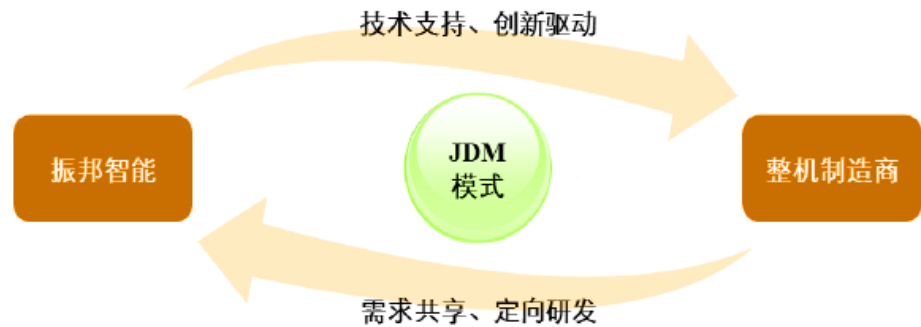 技术支持、创新驱动
振邦智能
JDM
模式
整机制造商
需求共享、定向研发